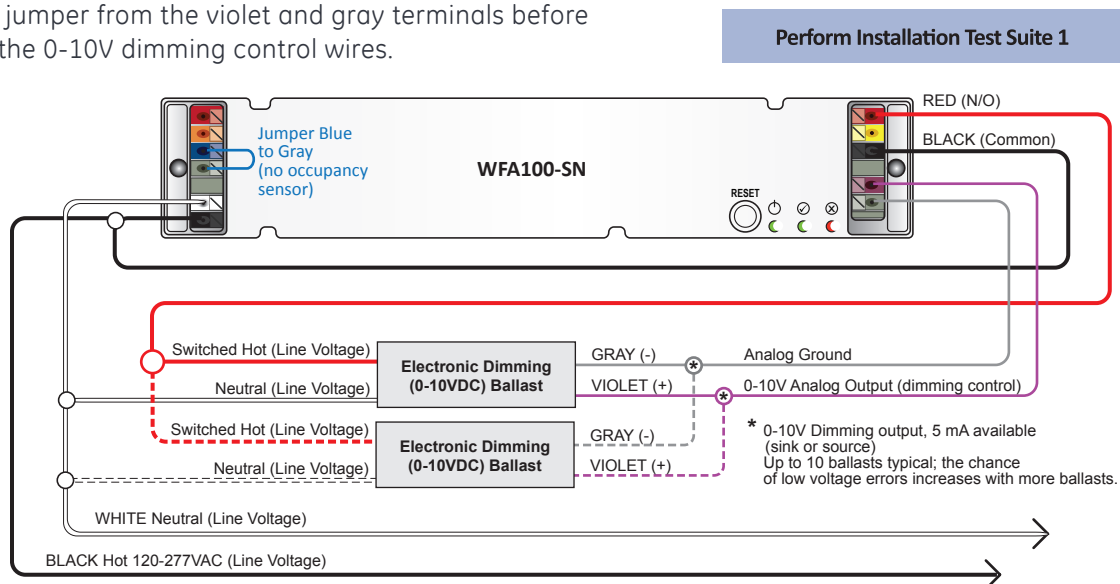 jumper from the violet and gray terminals before
the 0-10V dimming control wires.
Perform Installation Test Suite 1
RED (N/O)
BLACK (Common)
Jumper Blue
to Gray
(no occupancy
sensor)
WFA100-SN
RESET
Switched Hot (Line Voltage)
Electronic Dimming
(0-10VDC) Ballast
GRAY (-)
Analog Ground
Neutral (Line Voltage)
VIOLET (+)
0-10V Analog Output (dimming control)
Switched Hot (Line Voltage)
Electronic Dimming
(0-10VDC) Ballast
GRAY (-)
Neutral (Line Voltage)
VIOLET (+)
* 0-10V Dimming output, 5 mA available
(sink or source)
Up to 10 ballasts typical; the chance
of low voltage errors increases with more ballasts.
WHITE Neutral (Line Voltage)
BLACK Hot 120-277VAC (Line Voltage)